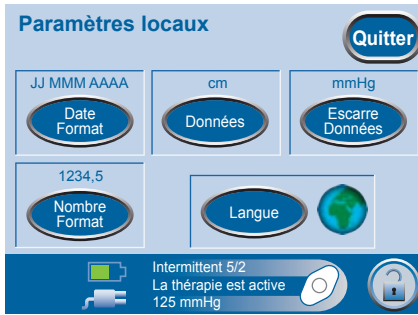 Paramètres locaux
Quitter
JJ MMM AAAA
cm
mmHg
Date
Format
Données
Escarre
Données
1234,5
Nombre
Format
Langue
Intermittent 5/2
La thérapie est active
125 mmHg